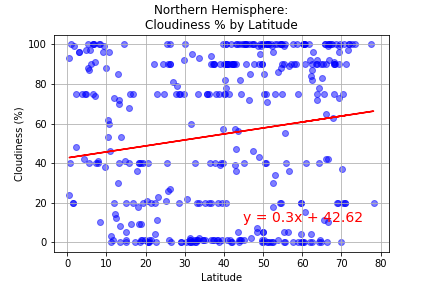 Northern Hemisphere:
Cloudiness % by Latitude
Cloudiness (%)
100
80
60
40
20
0
y = 0.3x + 42.62
0 10 20 30 40 50 60 70 80
Latitude